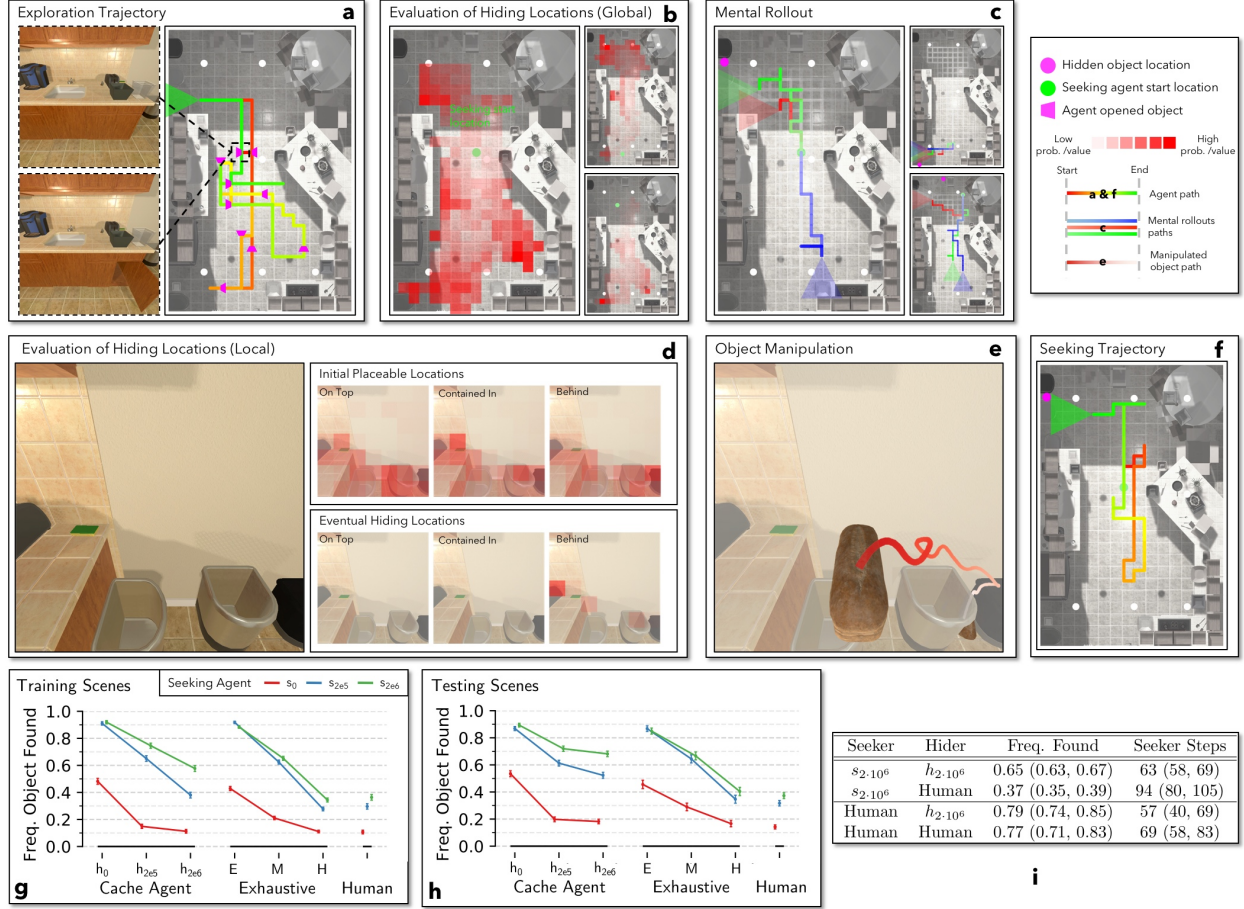 Exploration Trajectory
a
Evaluation of Hiding Locations (Global)
b
Seeking start
location
Mental Rollout
c
Hidden object location
Seeking agent start location
Agent opened object
Low
prob. /value
High
prob. /value
Start
End
a & f
Agent path
c
Mental rollouts
paths
e
Manipulated
object path
Evaluation of Hiding Locations (Local)
d
Initial Placeable Locations
On Top
Contained In
Behind
Eventual Hiding Locations
On Top
Contained In
Behind
Object Manipulation
e
Seeking Trajectory
f
Training Scenes
Seeking Agent
s0
s2e5
s2e6
Freq. Object Found
1.0
0.8
0.6
0.4
0.2
0.0
h0
h2e5
h2e6
E
M
H
Cache Agent
Exhaustive
Human
g
Testing Scenes
Freq. Object Found
1.0
0.8
0.6
0.4
0.2
0.0
h0
h2e5
h2e6
E
M
H
Cache Agent
Exhaustive
Human
h
Seeker Hider Freq. Found Seeker Steps
s2·10⁶ h2·10⁶ 0.65 (0.63, 0.67) 63 (58, 69)
s2·10⁶ Human 0.37 (0.35, 0.39) 94 (80, 105)
Human h2·10⁶ 0.79 (0.74, 0.85) 57 (40, 69)
Human Human 0.77 (0.71, 0.83) 69 (58, 83)
i